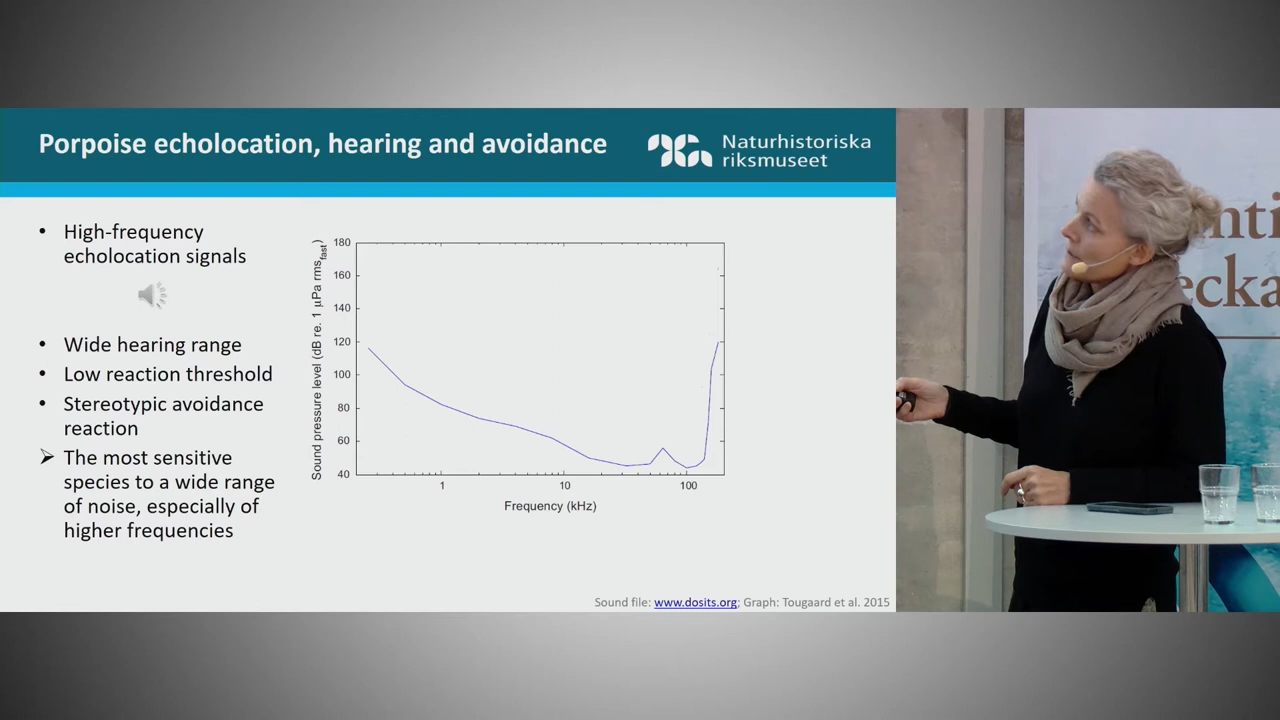 Porpoise echolocation, hearing and avoidance
Naturhistoriska
riksmuseet
• High-frequency
echolocation signals
• Wide hearing range
• Low reaction threshold
• Stereotypic avoidance
reaction
➢ The most sensitive
species to a wide range
of noise, especially of
higher frequencies
Sound pressure level (dB re. 1 µPa rms fast)
180
160
140
120
100
80
60
40
1
10
100
Frequency (kHz)
Sound file: www.dosits.org; Graph: Tougaard et al. 2015